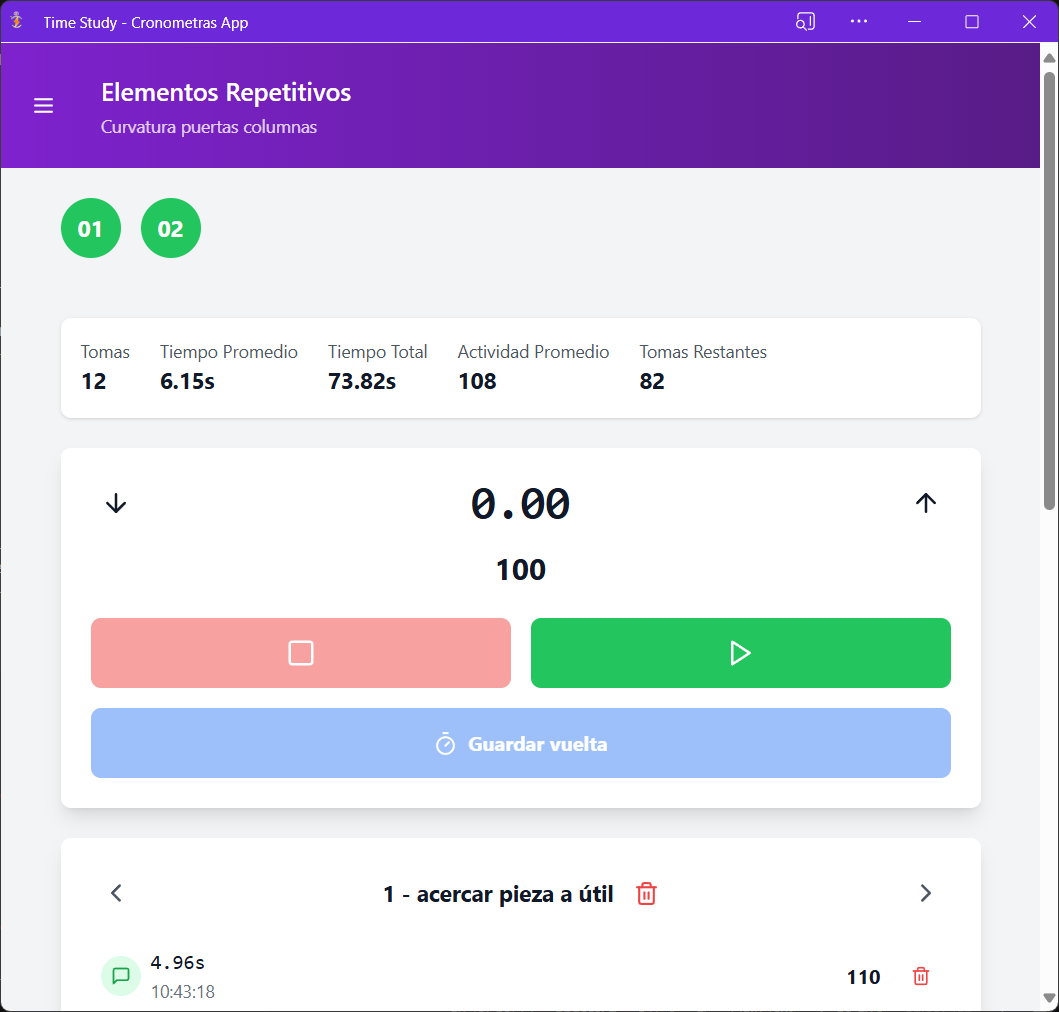 Time Study - Cronometras App
Elementos Repetitivos
Curvatura puertas columnas
01 02
Tomas Tiempo Promedio Tiempo Total Actividad Promedio Tomas Restantes
12 6.15s 73.82s 108 82
0.00
100
Guardar vuelta
1 - acercar pieza a útil
4.96s
10:43:18
110